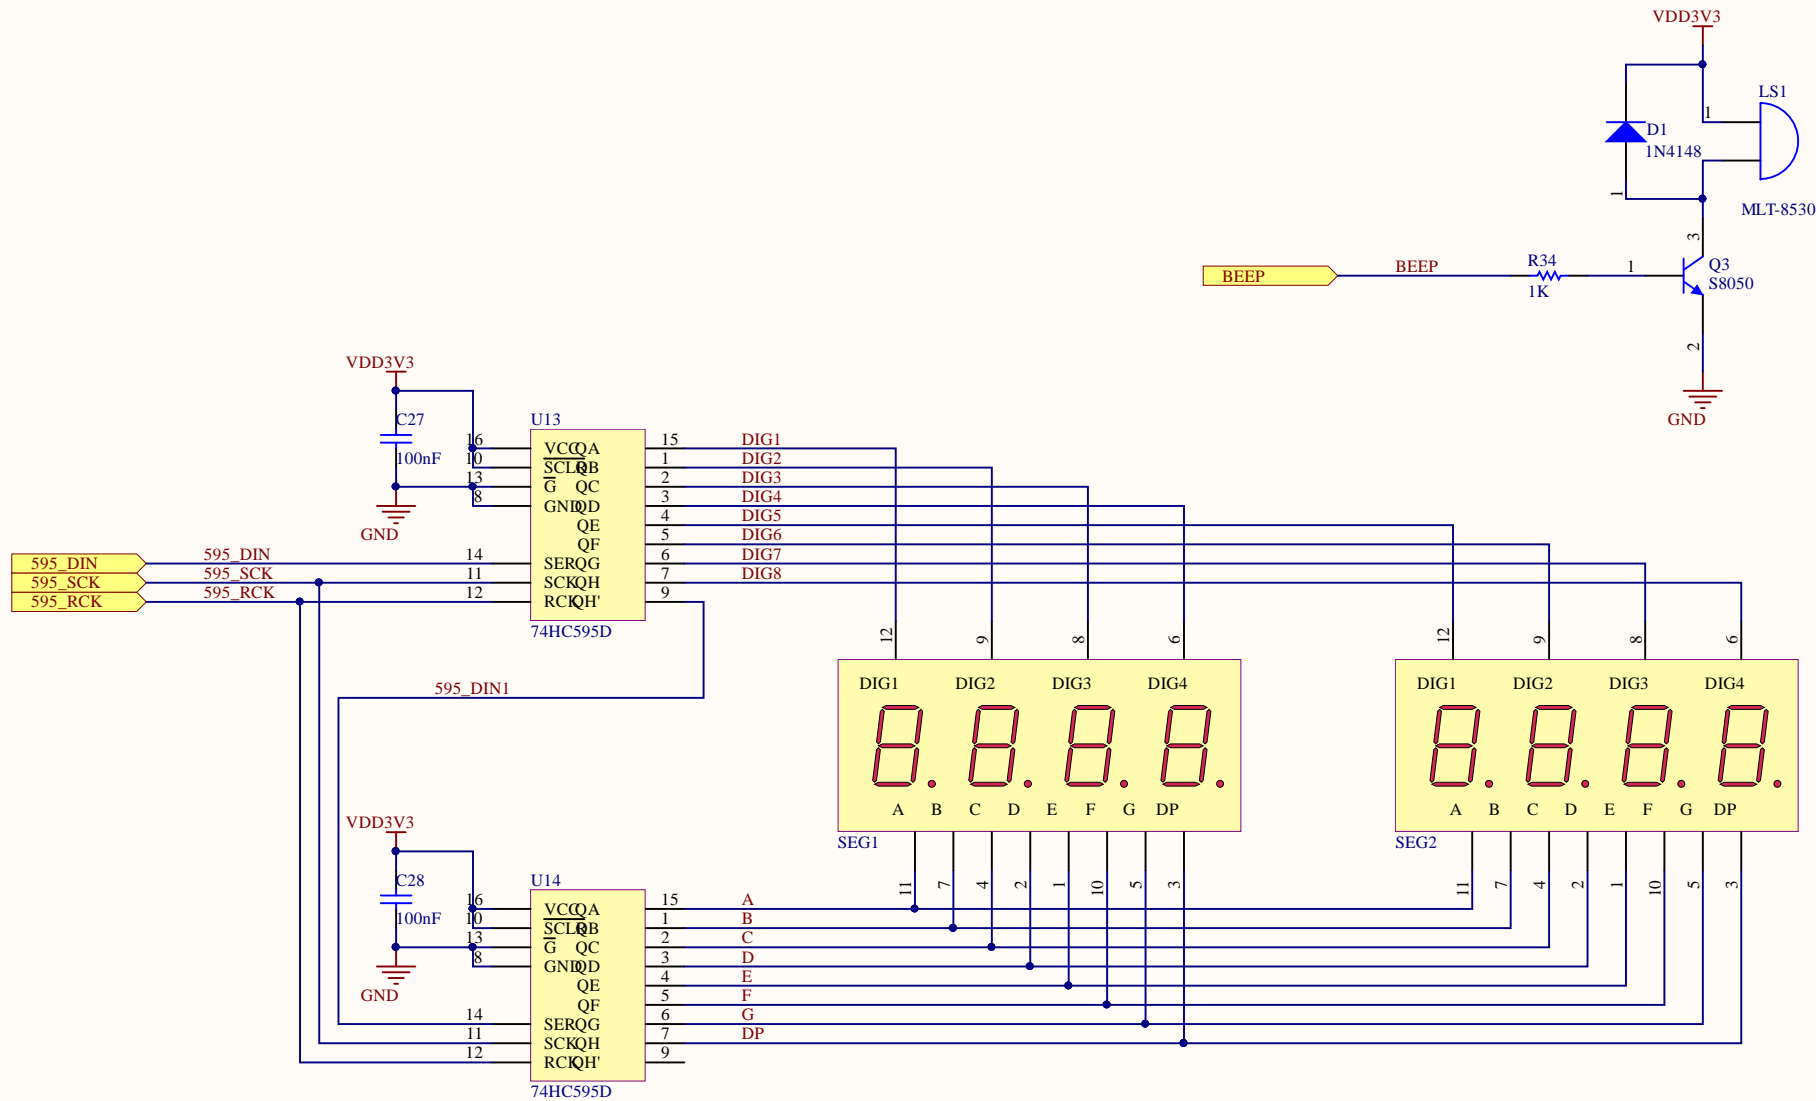 VDD3V3
LS1
1
D1
1N4148
1
MLT-8530
3
BEEP
BEEP
R34
1K
1
Q3
S8050
2
GND
VDD3V3
C27
100nF
GND
U13
16 VCC QA 15 DIG1
10 SCLR QB 1 DIG2
13 G QC 2 DIG3
8 GND QD 3 DIG4
QE 4 DIG5
QF 5 DIG6
595_DIN 595_DIN 14 SER QG 6 DIG7
595_SCK 595_SCK 11 SCK QH 7 DIG8
595_RCK 595_RCK 12 RCK QH' 9
74HC595D
595_DIN1
12 9 8 6
DIG1 DIG2 DIG3 DIG4
A B C D E F G DP
SEG1
11 7 4 2 1 10 5 3
12 9 8 6
DIG1 DIG2 DIG3 DIG4
A B C D E F G DP
SEG2
11 7 4 2 1 10 5 3
VDD3V3
C28
100nF
GND
U14
16 VCC QA 15 A
10 SCLR QB 1 B
13 G QC 2 C
8 GND QD 3 D
QE 4 E
QF 5 F
14 SER QG 6 G
11 SCK QH 7 DP
12 RCK QH' 9
74HC595D